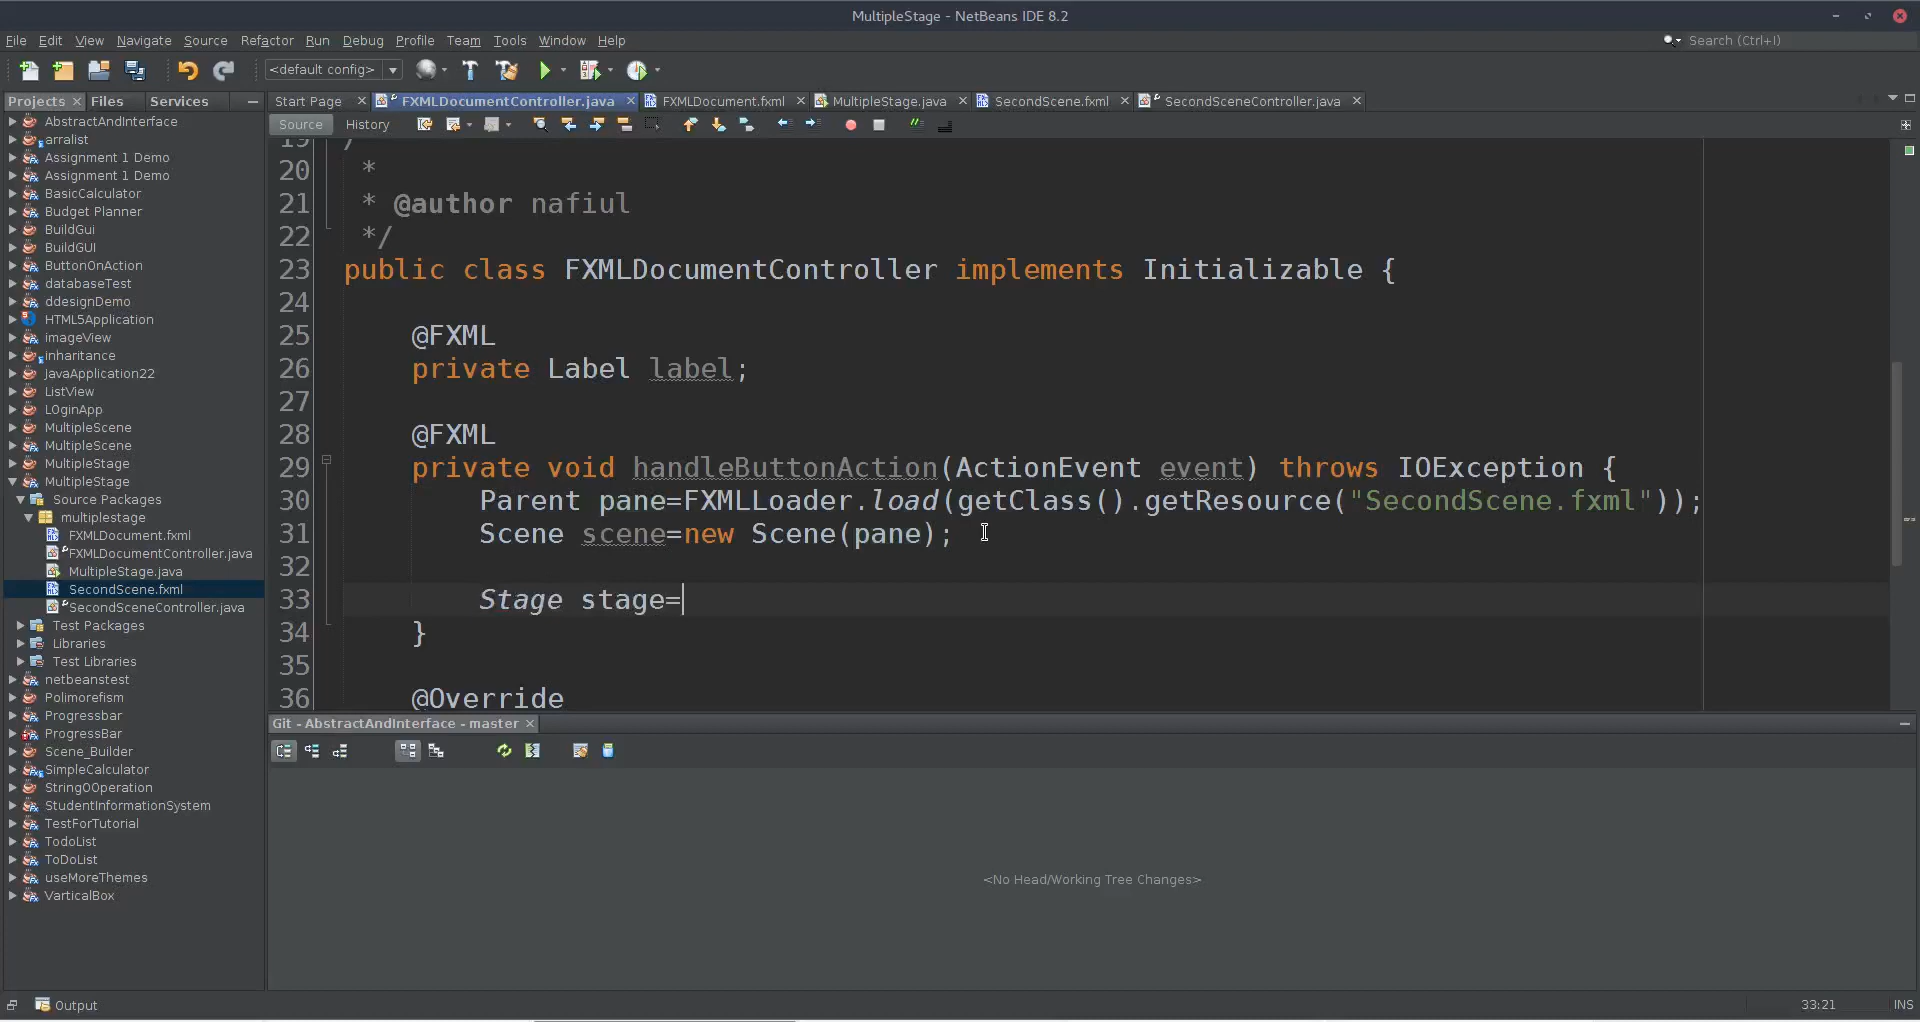 MultipleStage - NetBeans IDE 8.2
File Edit View Navigate Source Refactor Run Debug Profile Team Tools Window Help
Search (Ctrl+I)
<default config>
Projects Files Services
Start Page FXMLDocumentController.java FXMLDocument.fxml MultipleStage.java SecondScene.fxml SecondSceneController.java
Source History
AbstractAndInterface
arralist
Assignment 1 Demo
Assignment 1 Demo
BasicCalculator
Budget Planner
BuildGui
BuildGUI
ButtonOnAction
databaseTest
ddesignDemo
HTML5Application
imageView
inheritance
JavaApplication22
ListView
LOginApp
MultipleScene
MultipleScene
MultipleStage
MultipleStage
Source Packages
multiplestage
FXMLDocument.fxml
FXMLDocumentController.java
MultipleStage.java
SecondScene.fxml
SecondSceneController.java
Test Packages
Libraries
Test Libraries
netbeanstest
Polimorefism
Progressbar
ProgressBar
Scene_Builder
SimpleCalculator
StringOOperation
StudentInformationSystem
TestForTutorial
TodoList
ToDoList
useMoreThemes
VarticalBox
19 /
20 *
21 * @author nafiul
22 */
23 public class FXMLDocumentController implements Initializable {
24
25 @FXML
26 private Label label;
27
28 @FXML
29 private void handleButtonAction(ActionEvent event) throws IOException {
30 Parent pane=FXMLLoader.load(getClass().getResource("SecondScene.fxml"));
31 Scene scene=new Scene(pane);
32
33 Stage stage=
34 }
35
36 @Override
Git - AbstractAndInterface - master
<No Head/Working Tree Changes>
Output
33:21 INS